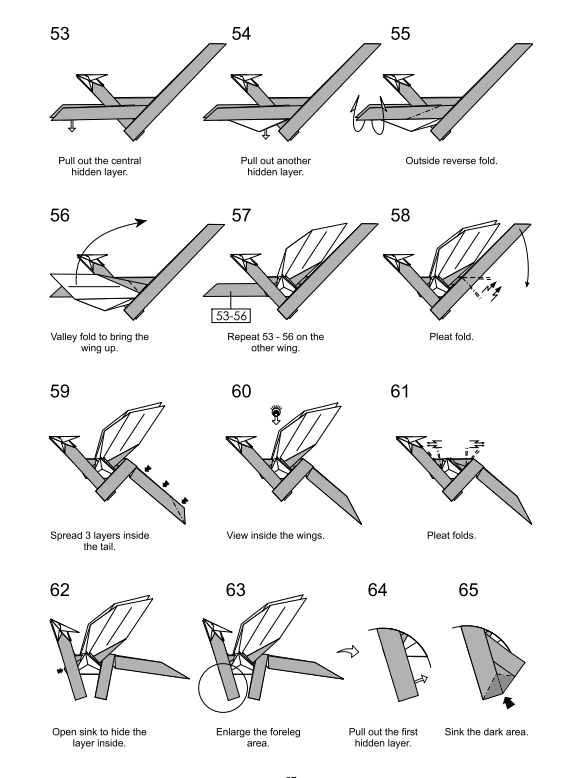 53
54
55
Pull out the central
hidden layer.
Pull out another
hidden layer.
Outside reverse fold.
56
57
58
53-56
Valley fold to bring the
wing up.
Repeat 53 - 56 on the
other wing.
Pleat fold.
59
60
61
Spread 3 layers inside
the tail.
View inside the wings.
Pleat folds.
62
63
64
65
Open sink to hide the
layer inside.
Enlarge the foreleg
area.
Pull out the first
hidden layer.
Sink the dark area.